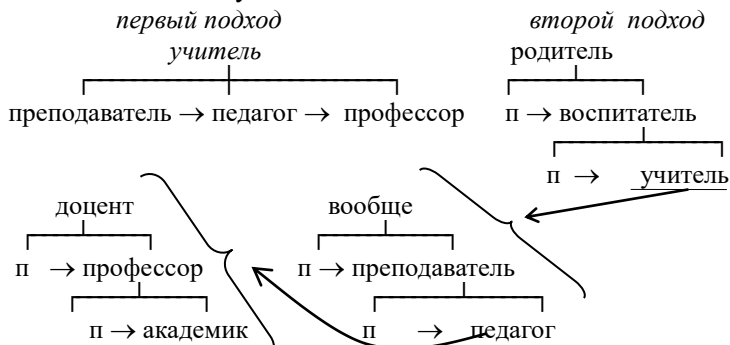 первый подход второй подход
учитель родитель
преподаватель → педагог → профессор п → воспитатель
п → учитель
доцент вообще
п → профессор п → преподаватель
п → академик п → педагог